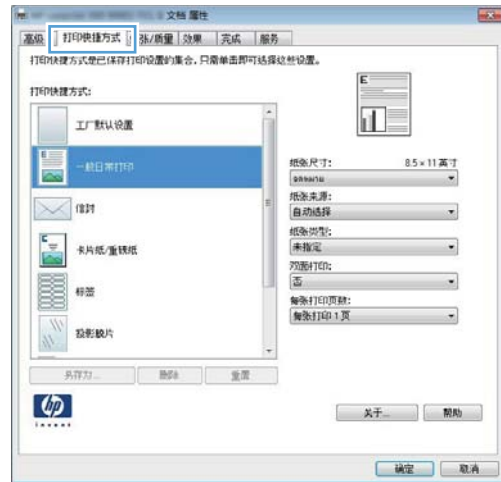 文档 属性
高级
打印快捷方式
张/质量
效果
完成
服务
打印快捷方式是已保存打印设置的集合,只需单击即可选择这些设置。
打印快捷方式:
E
工厂默认设置
一般日常打印
信封
卡片纸/重磅纸
标签
投影胶片
另存为...
删除
重置
纸张尺寸:
8.5 × 11 英寸
纸张来源:
自动选择
纸张类型:
未指定
双面打印:
否
每张打印页数:
每张打印 1 页
hp
invent
关于...
帮助
确定
取消